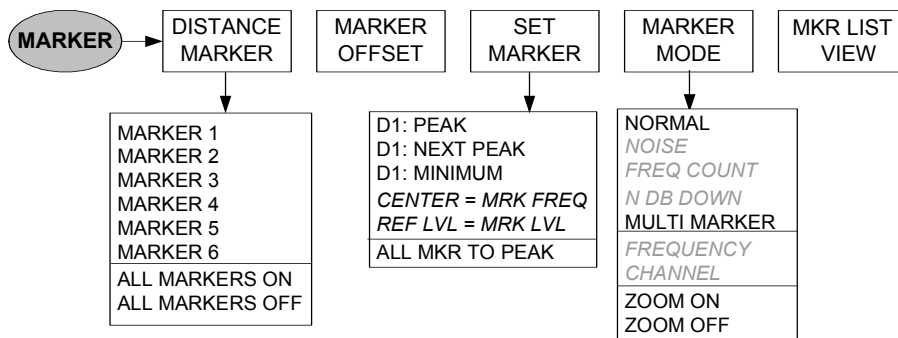 MARKER
DISTANCE
MARKER
MARKER
OFFSET
SET
MARKER
MARKER
MODE
MKR LIST
VIEW
MARKER 1
MARKER 2
MARKER 3
MARKER 4
MARKER 5
MARKER 6
ALL MARKERS ON
ALL MARKERS OFF
D1: PEAK
D1: NEXT PEAK
D1: MINIMUM
CENTER = MRK FREQ
REF LVL = MRK LVL
ALL MKR TO PEAK
NORMAL
NOISE
FREQ COUNT
N DB DOWN
MULTI MARKER
FREQUENCY
CHANNEL
ZOOM ON
ZOOM OFF